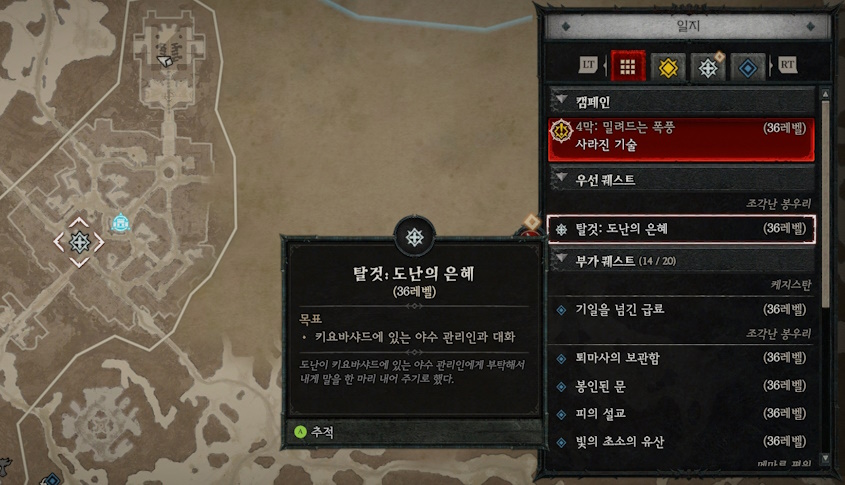 일지
LT
RT
캠페인
4막: 밀려드는 폭풍 (36레벨)
사라진 기술
우선 퀘스트
조각난 봉우리
탈것: 도난의 은혜 (36레벨)
부가 퀘스트 (14 / 20)
케지스탄
기일을 넘긴 급료 (36레벨)
조각난 봉우리
퇴마사의 보관함 (36레벨)
봉인된 문 (36레벨)
피의 설교 (36레벨)
빛의 초소의 유산 (36레벨)
탈것: 도난의 은혜
(36레벨)
목표
· 키요바샤드에 있는 야수 관리인과 대화
도난이 키요바샤드에 있는 야수 관리인에게 부탁해서
내게 말을 한 마리 내어 주기로 했다.
A 추적